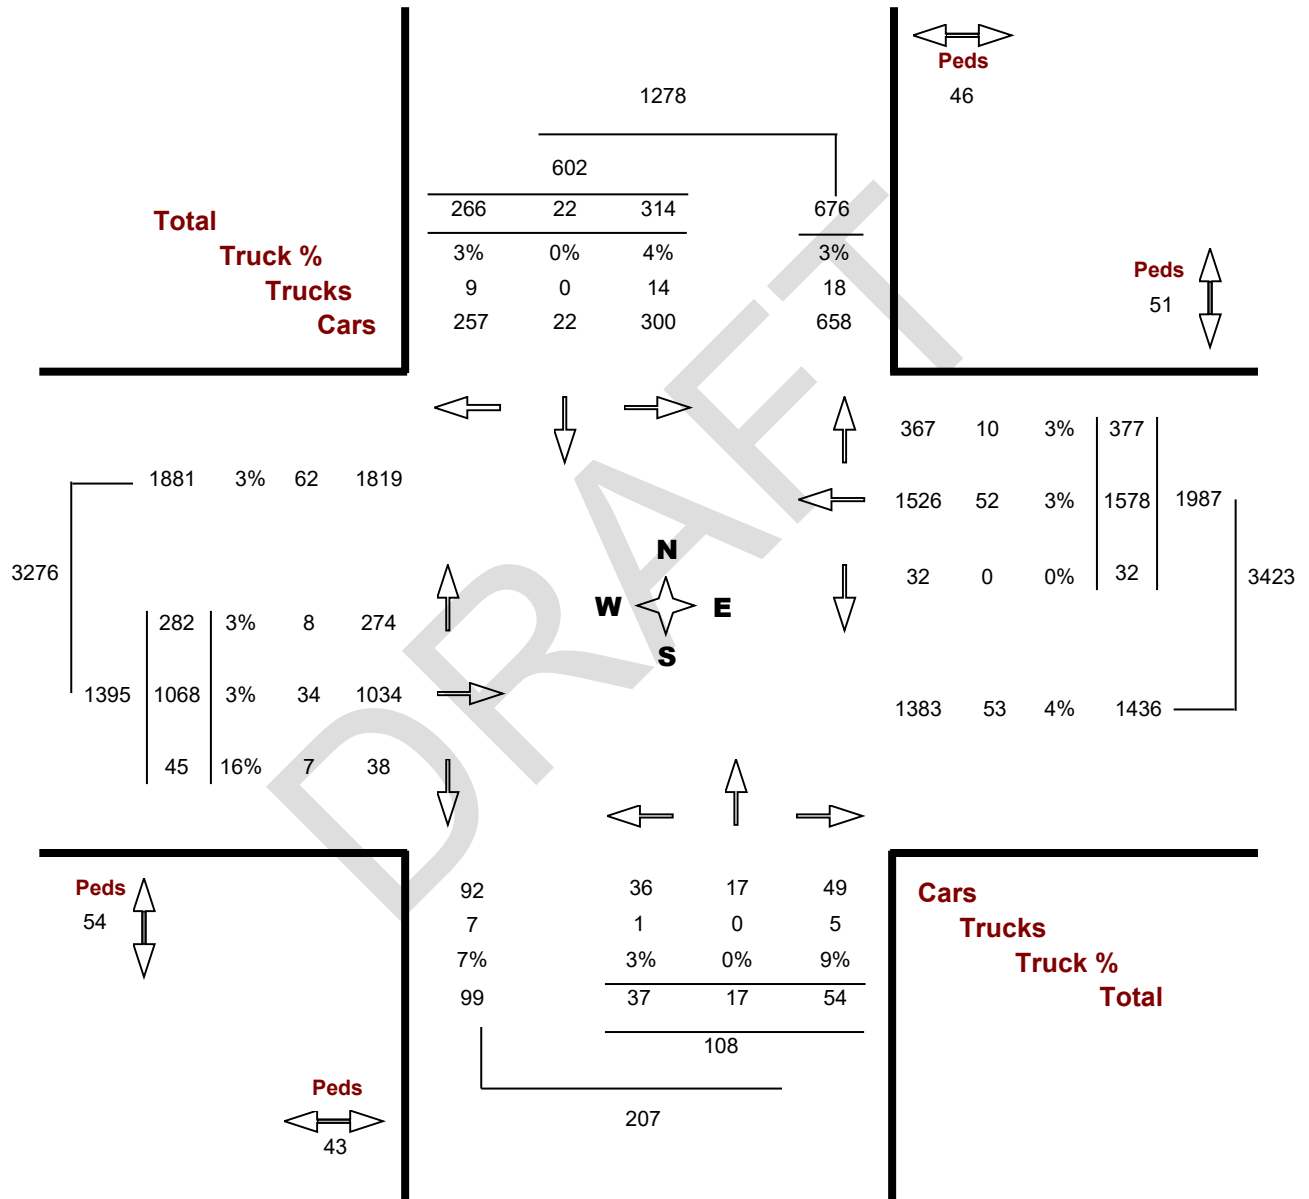 Peds
46
1278
602
266 22 314 676
Total
3% 0% 4% 3%
Truck %
9 0 14 18
Trucks
257 22 300 658
Cars
Peds
51
367 10 3% 377
1881 3% 62 1819
1526 52 3% 1578 1987
N
3276
32 0 0% 32 3423
W E
282 3% 8 274
S
1395 1068 3% 34 1034
1383 53 4% 1436
45 16% 7 38
DRAFT
Peds
54
92 36 17 49
Cars
7 1 0 5
Trucks
7% 3% 0% 9%
Truck %
99 37 17 54
Total
108
Peds
43
207